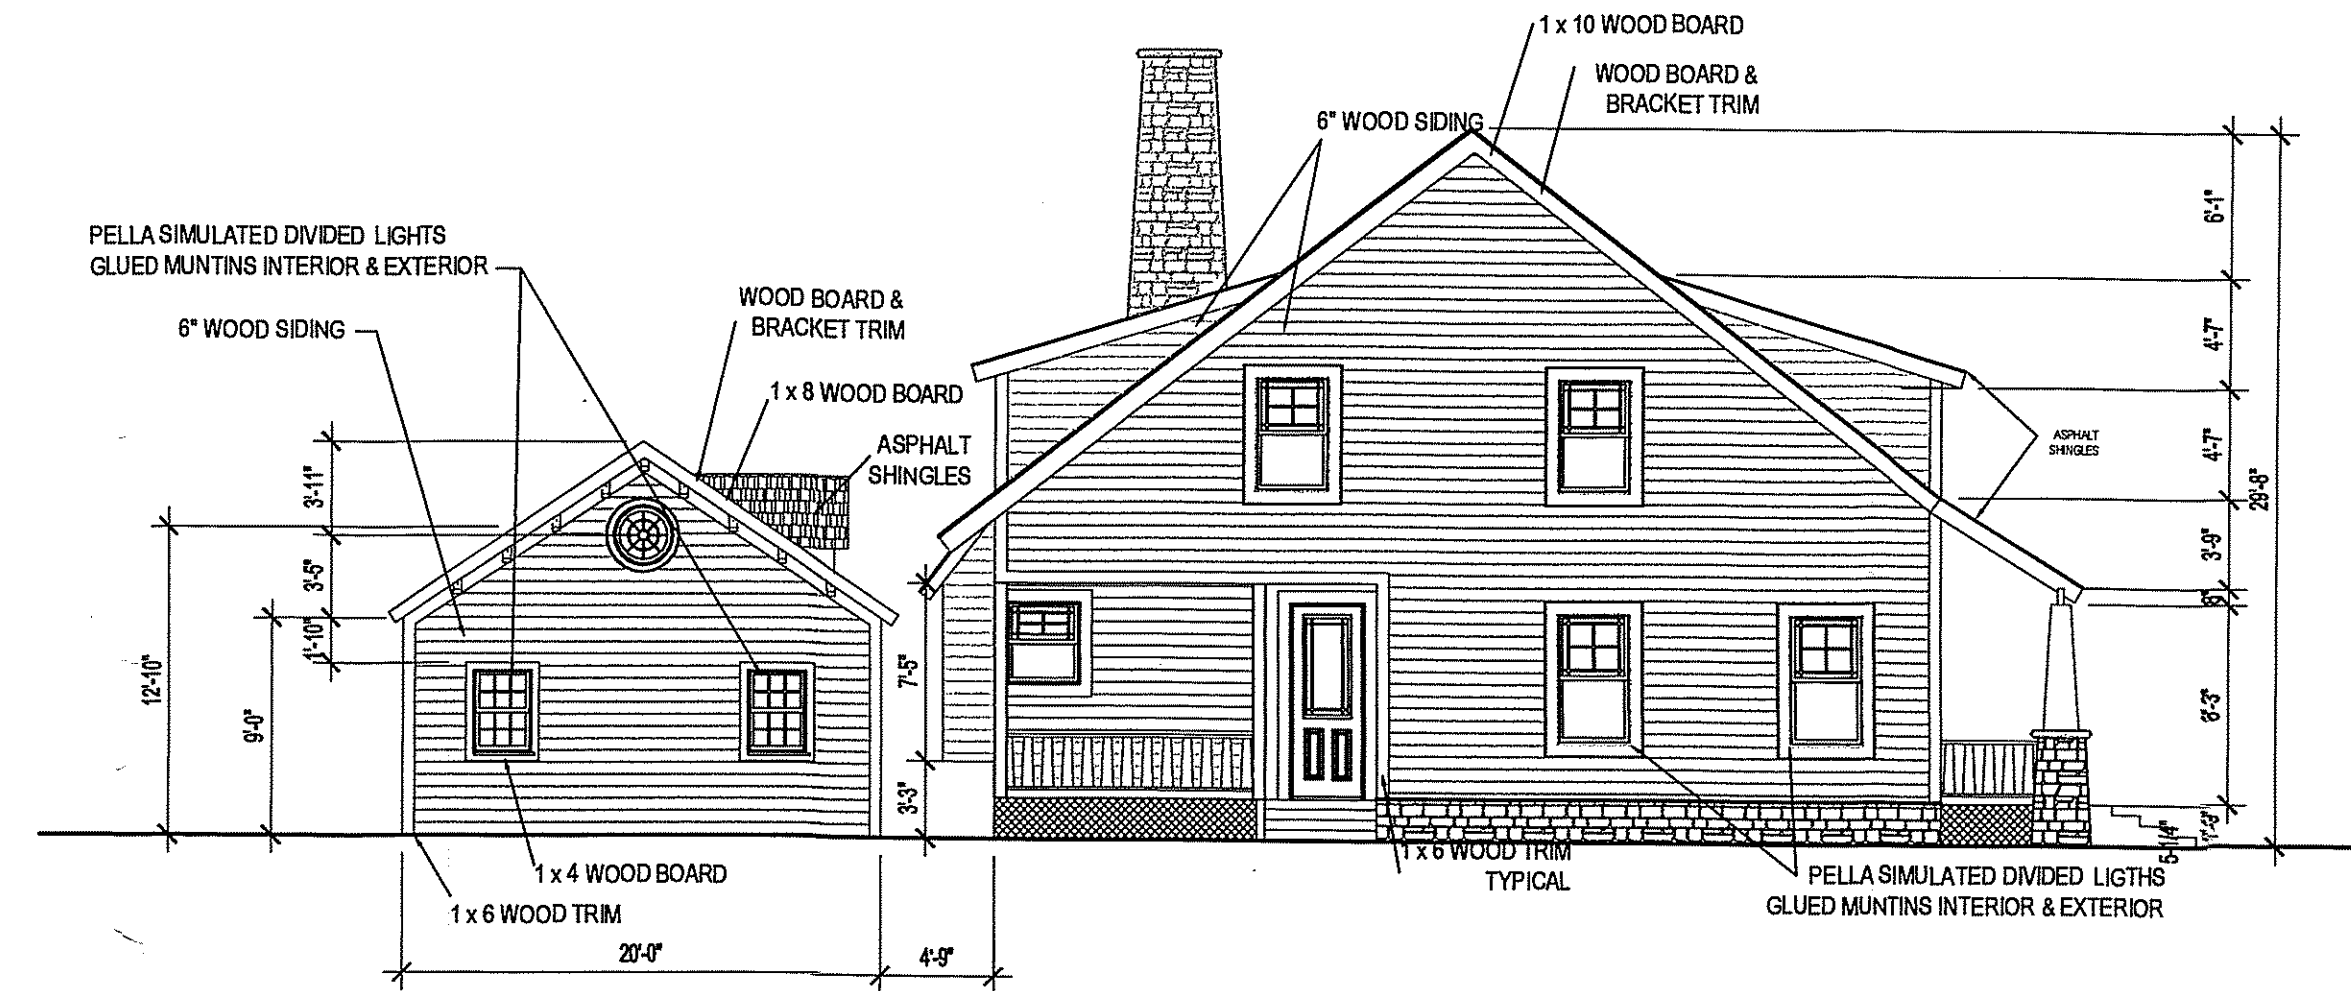 1 x 10 WOOD BOARD
WOOD BOARD &
BRACKET TRIM
6" WOOD SIDING
PELLA SIMULATED DIVIDED LIGHTS
GLUED MUNTINS INTERIOR & EXTERIOR
6" WOOD SIDING
WOOD BOARD &
BRACKET TRIM
1 x 8 WOOD BOARD
ASPHALT
SHINGLES
ASPHALT
SHINGLES
6'-1"
4'-7"
4'-7"
29'-8"
3'-9"
8"
8'-3"
5-1/4"
3'-11"
3'-5"
1'-10"
12'-10"
9'-0"
7'-5"
3'-3"
1 x 4 WOOD BOARD
1 x 6 WOOD TRIM
1 x 6 WOOD TRIM
TYPICAL
PELLA SIMULATED DIVIDED LIGTHS
GLUED MUNTINS INTERIOR & EXTERIOR
20'-0"
4'-9"